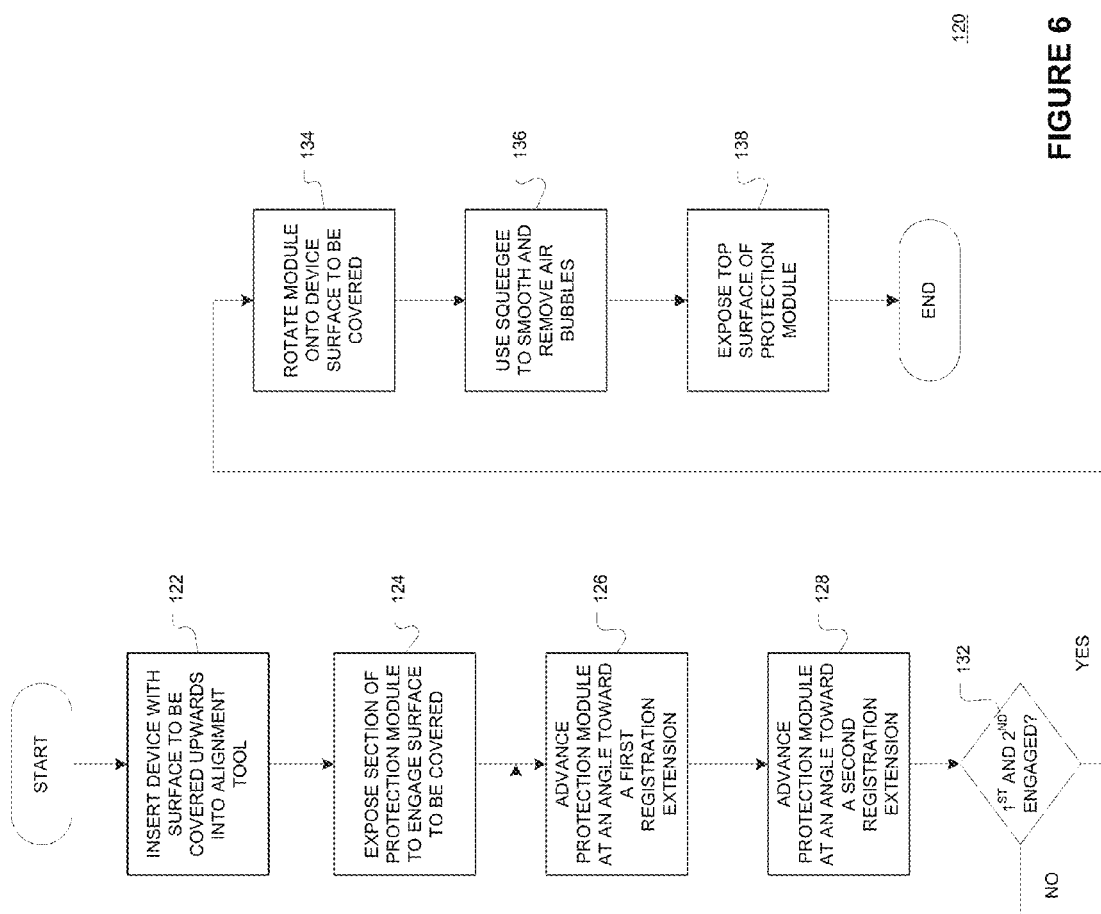 START
122
INSERT DEVICE WITH
SURFACE TO BE
COVERED UPWARDS
INTO ALIGNMENT
TOOL
124
EXPOSE SECTION OF
PROTECTION MODULE
TO ENGAGE SURFACE
TO BE COVERED
126
ADVANCE
PROTECTION MODULE
AT AN ANGLE TOWARD
A FIRST
REGISTRATION
EXTENSION
128
ADVANCE
PROTECTION MODULE
AT AN ANGLE TOWARD
A SECOND
REGISTRATION
EXTENSION
132
1ST AND 2ND
ENGAGED?
NO
YES
134
ROTATE MODULE
ONTO DEVICE
SURFACE TO BE
COVERED
136
USE SQUEEGEE
TO SMOOTH AND
REMOVE AIR
BUBBLES
138
EXPOSE TOP
SURFACE OF
PROTECTION
MODULE
END
120
FIGURE 6